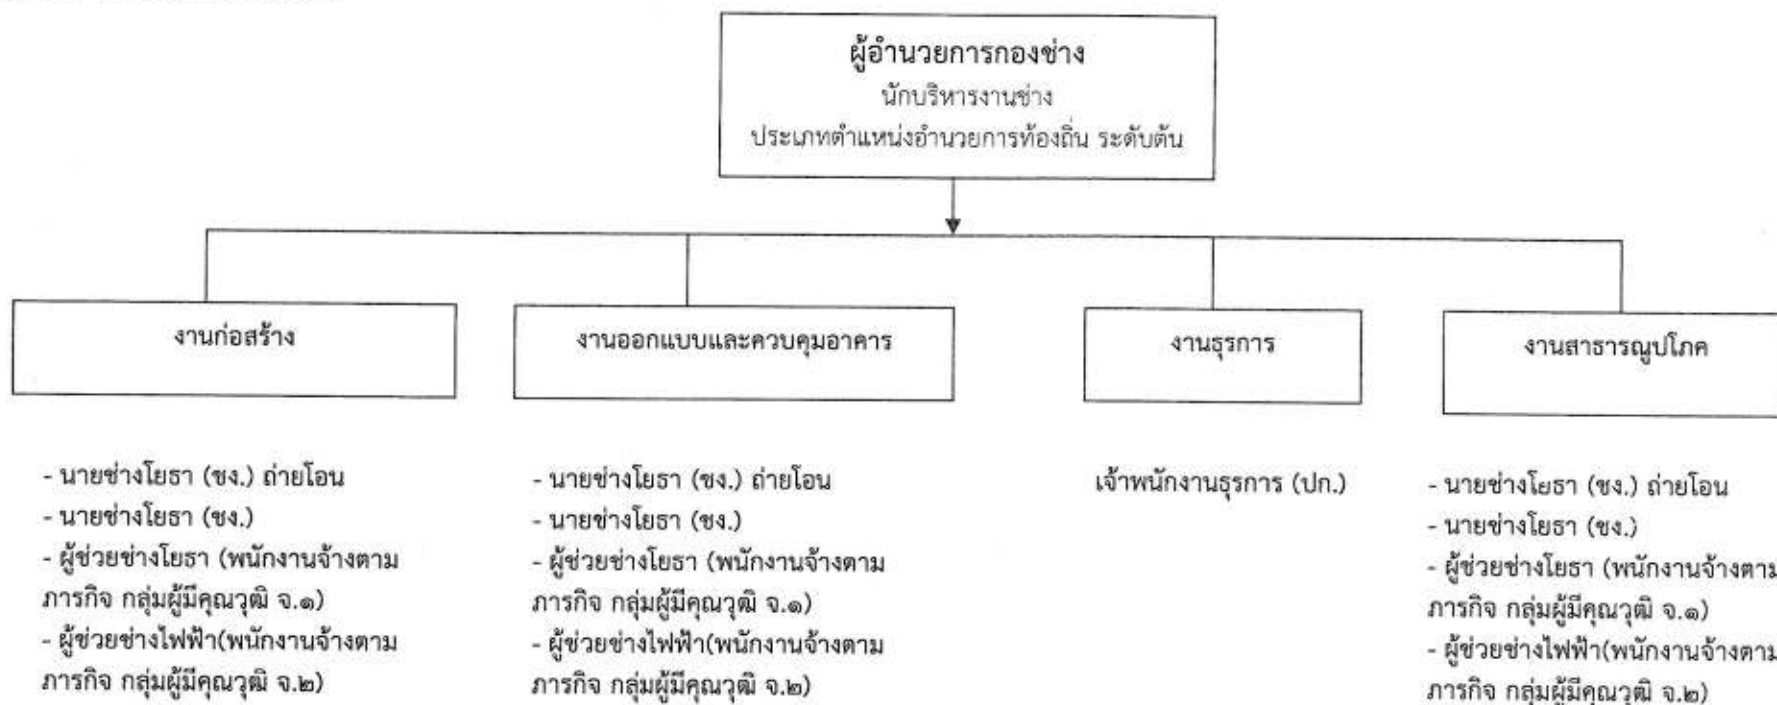 ผู้อำนวยการกองช่าง
นักบริหารงานช่าง
ประเภทตำแหน่งอำนวยการท้องถิ่น ระดับต้น
งานก่อสร้าง
งานออกแบบและควบคุมอาคาร
งานธุรการ
งานสาธารณูปโภค
- นายช่างโยธา (ชง.) ถ่ายโอน
- นายช่างโยธา (ชง.)
- ผู้ช่วยช่างโยธา (พนักงานจ้างตาม
ภารกิจ กลุ่มผู้มีคุณวุฒิ จ.๑)
- ผู้ช่วยช่างไฟฟ้า(พนักงานจ้างตาม
ภารกิจ กลุ่มผู้มีคุณวุฒิ จ.๒)
- นายช่างโยธา (ชง.) ถ่ายโอน
- นายช่างโยธา (ชง.)
- ผู้ช่วยช่างโยธา (พนักงานจ้างตาม
ภารกิจ กลุ่มผู้มีคุณวุฒิ จ.๑)
- ผู้ช่วยช่างไฟฟ้า(พนักงานจ้างตาม
ภารกิจ กลุ่มผู้มีคุณวุฒิ จ.๒)
เจ้าพนักงานธุรการ (ปก.)
- นายช่างโยธา (ชง.) ถ่ายโอน
- นายช่างโยธา (ชง.)
- ผู้ช่วยช่างโยธา (พนักงานจ้างตาม
ภารกิจ กลุ่มผู้มีคุณวุฒิ จ.๑)
- ผู้ช่วยช่างไฟฟ้า(พนักงานจ้างตาม
ภารกิจ กลุ่มผู้มีคุณวุฒิ จ.๒)